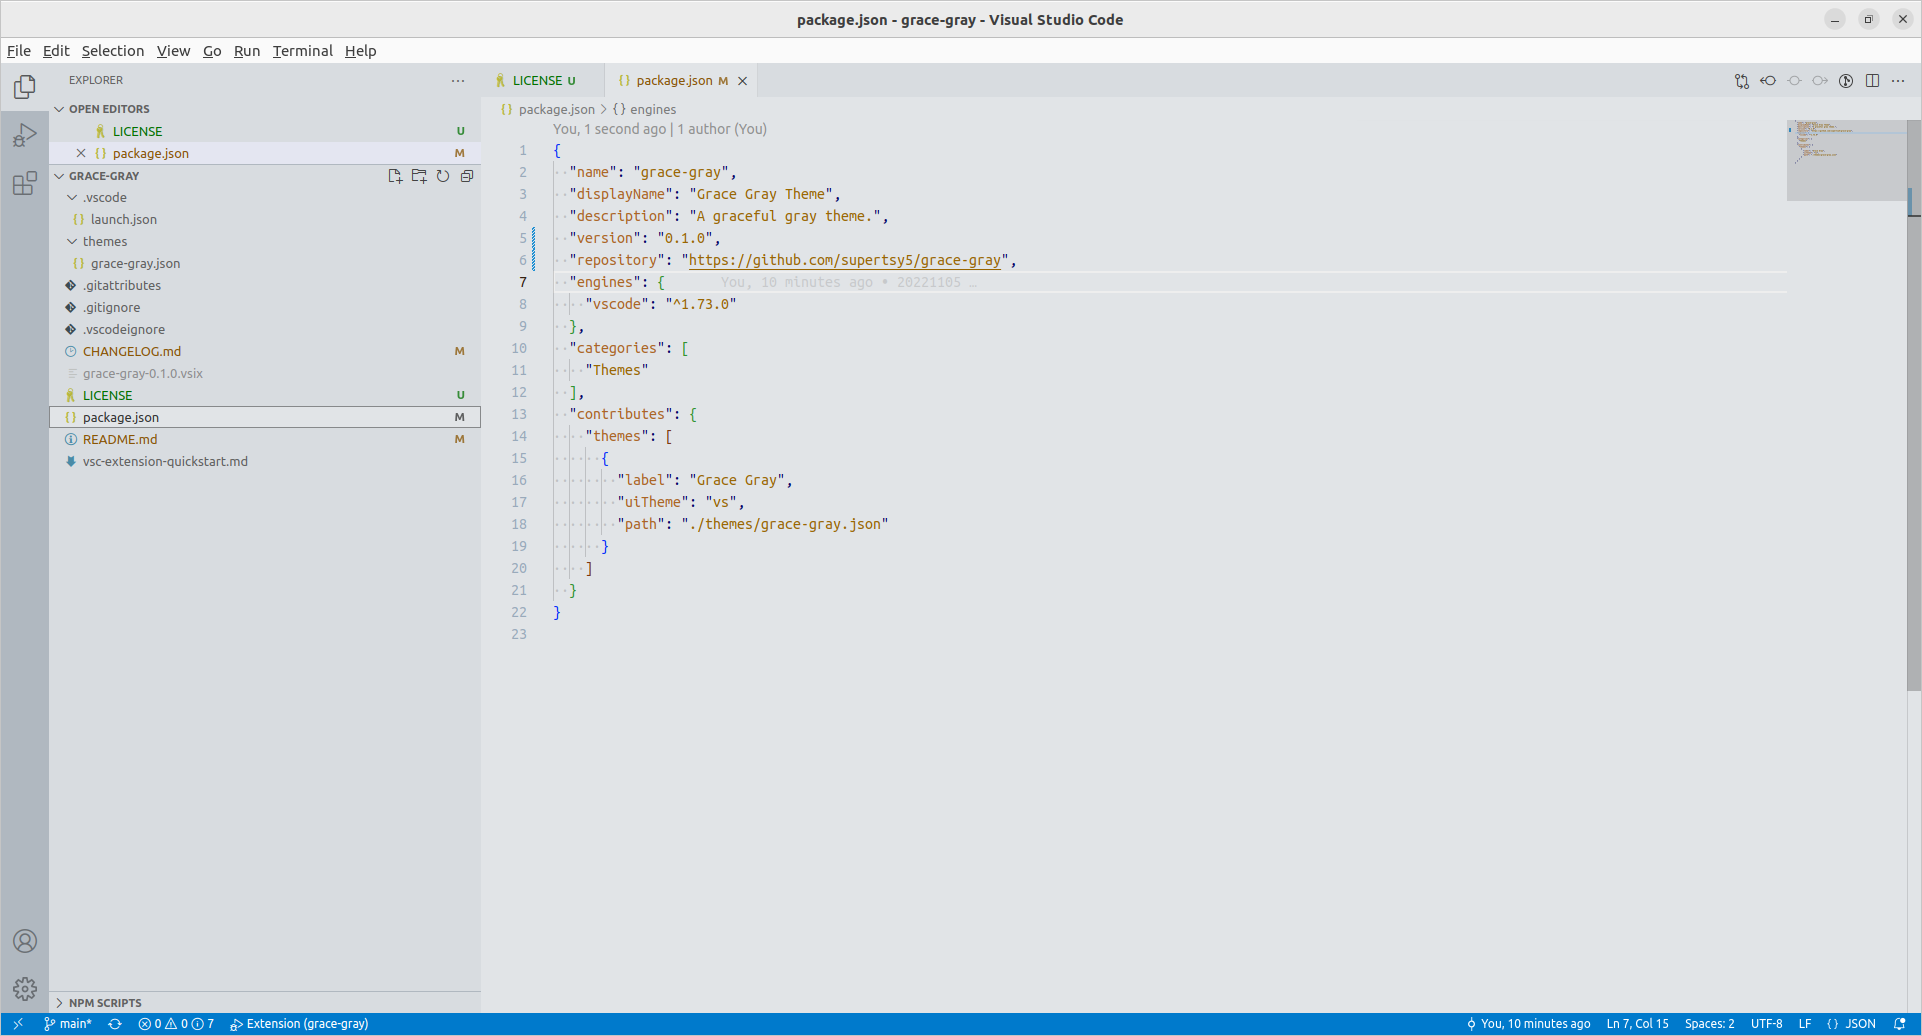 package.json - grace-gray - Visual Studio Code
File Edit Selection View Go Run Terminal Help
EXPLORER
OPEN EDITORS
LICENSE U
package.json M
GRACE-GRAY
.vscode
launch.json
themes
grace-gray.json
.gitattributes
.gitignore
.vscodeignore
CHANGELOG.md M
grace-gray-0.1.0.vsix
LICENSE U
package.json M
README.md M
vsc-extension-quickstart.md
NPM SCRIPTS
LICENSE U
package.json M
{} package.json > {} engines
You, 1 second ago | 1 author (You)
1 {
2 "name": "grace-gray",
3 "displayName": "Grace Gray Theme",
4 "description": "A graceful gray theme.",
5 "version": "0.1.0",
6 "repository": "https://github.com/supertsy5/grace-gray",
7 "engines": { You, 10 minutes ago • 20221105 …
8 "vscode": "^1.73.0"
9 },
10 "categories": [
11 "Themes"
12 ],
13 "contributes": {
14 "themes": [
15 {
16 "label": "Grace Gray",
17 "uiTheme": "vs",
18 "path": "./themes/grace-gray.json"
19 }
20 ]
21 }
22 }
23
main* 0 0 7 Extension (grace-gray) You, 10 minutes ago Ln 7, Col 15 Spaces: 2 UTF-8 LF {} JSON